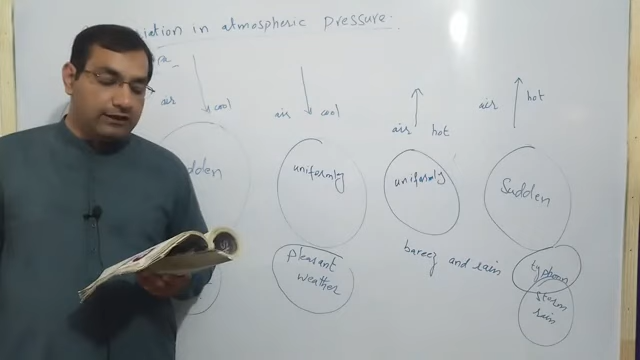 iation in atmospheric pressure.
air cool
air cool
air hot
air hot
dden
uniformly
uniformly
Sudden
pleasant
weather
bareez and rain
typhoon
storm
rain